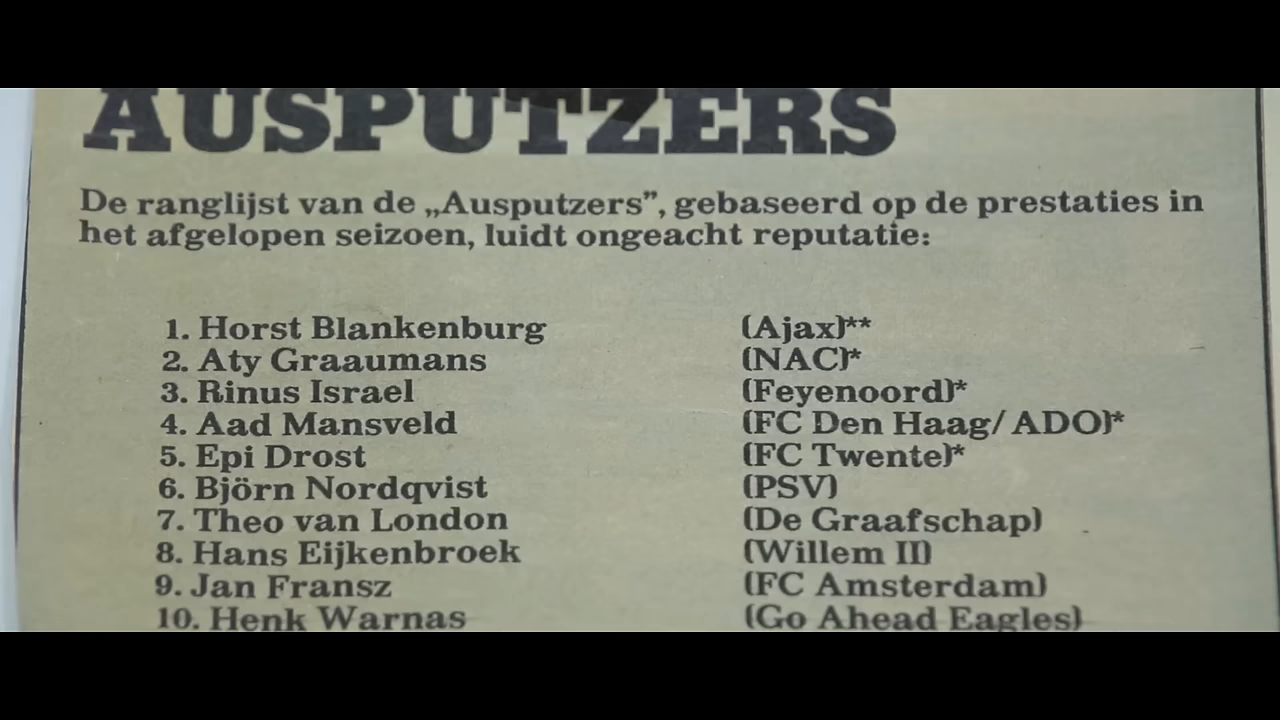 AUSPUTZERS
De ranglijst van de „Ausputzers”, gebaseerd op de prestaties in
het afgelopen seizoen, luidt ongeacht reputatie:
1. Horst Blankenburg (Ajax)**
2. Aty Graaumans (NAC)*
3. Rinus Israel (Feyenoord)*
4. Aad Mansveld (FC Den Haag/ ADO)*
5. Epi Drost (FC Twente)*
6. Björn Nordqvist (PSV)
7. Theo van London (De Graafschap)
8. Hans Eijkenbroek (Willem II)
9. Jan Fransz (FC Amsterdam)
10. Henk Warnas (Go Ahead Eagles)